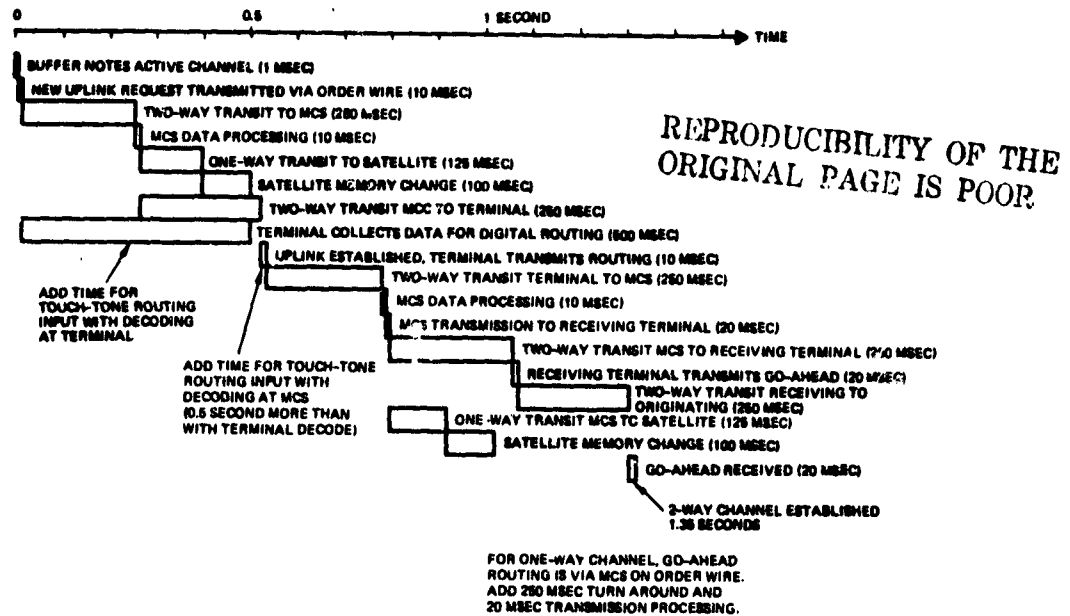 0 0.5 1 SECOND
TIME
BUFFER NOTES ACTIVE CHANNEL (1 MSEC)
NEW UPLINK REQUEST TRANSMITTED VIA ORDER WIRE (10 MSEC)
TWO-WAY TRANSIT TO MCS (250 MSEC)
MCS DATA PROCESSING (10 MSEC)
ONE-WAY TRANSIT TO SATELLITE (125 MSEC)
SATELLITE MEMORY CHANGE (100 MSEC)
TWO-WAY TRANSIT MCC TO TERMINAL (250 MSEC)
TERMINAL COLLECTS DATA FOR DIGITAL ROUTING (500 MSEC)
UPLINK ESTABLISHED, TERMINAL TRANSMITS ROUTING (10 MSEC)
TWO-WAY TRANSIT TERMINAL TO MCS (250 MSEC)
MCS DATA PROCESSING (10 MSEC)
MCS TRANSMISSION TO RECEIVING TERMINAL (20 MSEC)
TWO-WAY TRANSIT MCS TO RECEIVING TERMINAL (250 MSEC)
RECEIVING TERMINAL TRANSMITS GO-AHEAD (20 MSEC)
TWO-WAY TRANSIT RECEIVING TO
ORIGINATING (250 MSEC)
ONE-WAY TRANSIT MCS TO SATELLITE (125 MSEC)
SATELLITE MEMORY CHANGE (100 MSEC)
GO-AHEAD RECEIVED (20 MSEC)
2-WAY CHANNEL ESTABLISHED
1.35 SECONDS
ADD TIME FOR
TOUCH-TONE ROUTING
INPUT WITH DECODING
AT TERMINAL
ADD TIME FOR TOUCH-TONE
ROUTING INPUT WITH
DECODING AT MCS
(0.5 SECOND MORE THAN
WITH TERMINAL DECODE)
FOR ONE-WAY CHANNEL, GO-AHEAD
ROUTING IS VIA MCS ON ORDER WIRE.
ADD 250 MSEC TURN AROUND AND
20 MSEC TRANSMISSION PROCESSING.
REPRODUCIBILITY OF THE
ORIGINAL PAGE IS POOR